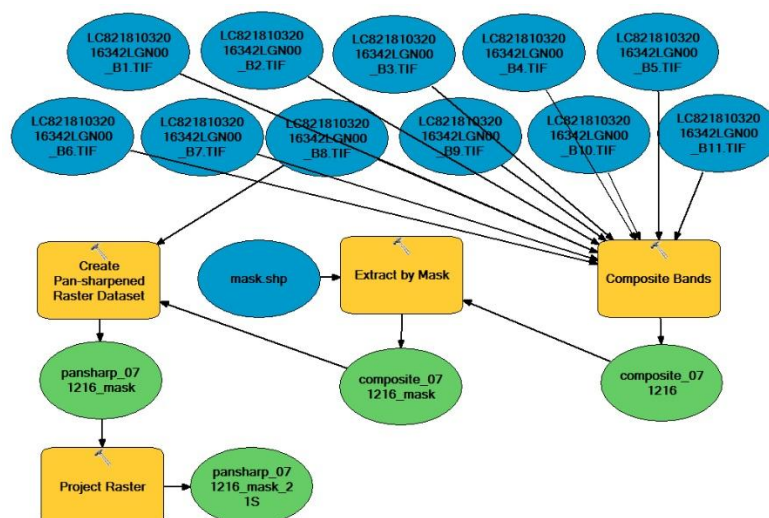 LC821810320
16342LGN00
_B1.TIF
LC821810320
16342LGN00
_B2.TIF
LC821810320
16342LGN00
_B3.TIF
LC821810320
16342LGN00
_B4.TIF
LC821810320
16342LGN00
_B5.TIF
LC821810320
16342LGN00
_B6.TIF
LC821810320
16342LGN00
_B7.TIF
LC821810320
16342LGN00
_B8.TIF
LC821810320
16342LGN00
_B9.TIF
LC821810320
16342LGN00
_B10.TIF
LC821810320
16342LGN00
_B11.TIF
Create
Pan-sharpened
Raster Dataset
mask.shp
Extract by Mask
Composite Bands
pansharp_07
1216_mask
composite_07
1216_mask
composite_07
1216
Project Raster
pansharp_07
1216_mask_2
1S